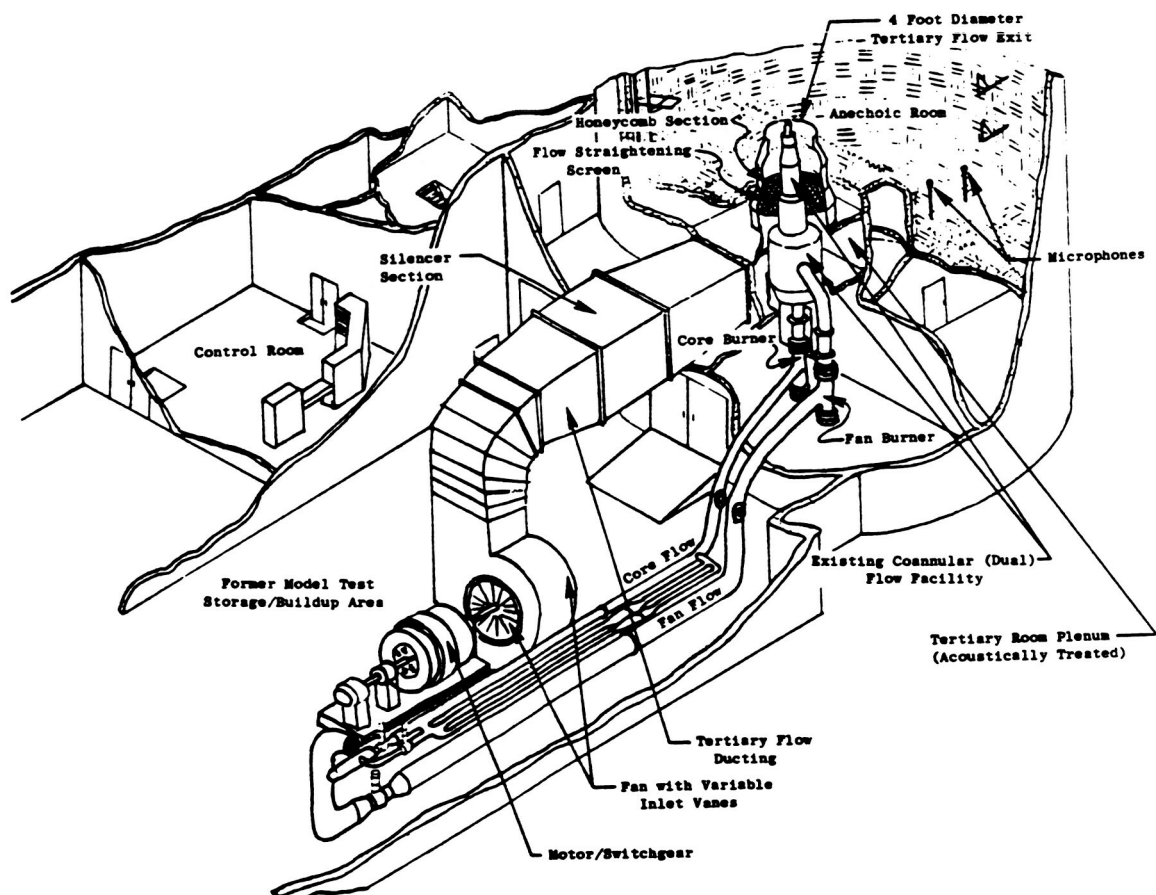 4 Foot Diameter
Tertiary Flow Exit
Honeycomb Section
Anechoic Room
Flow Straightening
Screen
Silencer
Section
Microphones
Control Room
Core Burner
Fan Burner
Former Model Test
Storage/Buildup Area
Core Flow
Fan Flow
Existing Coannular (Dual)
Flow Facility
Tertiary Room Plenum
(Acoustically Treated)
Tertiary Flow
Ducting
Fan with Variable
Inlet Vanes
Motor/Switchgear